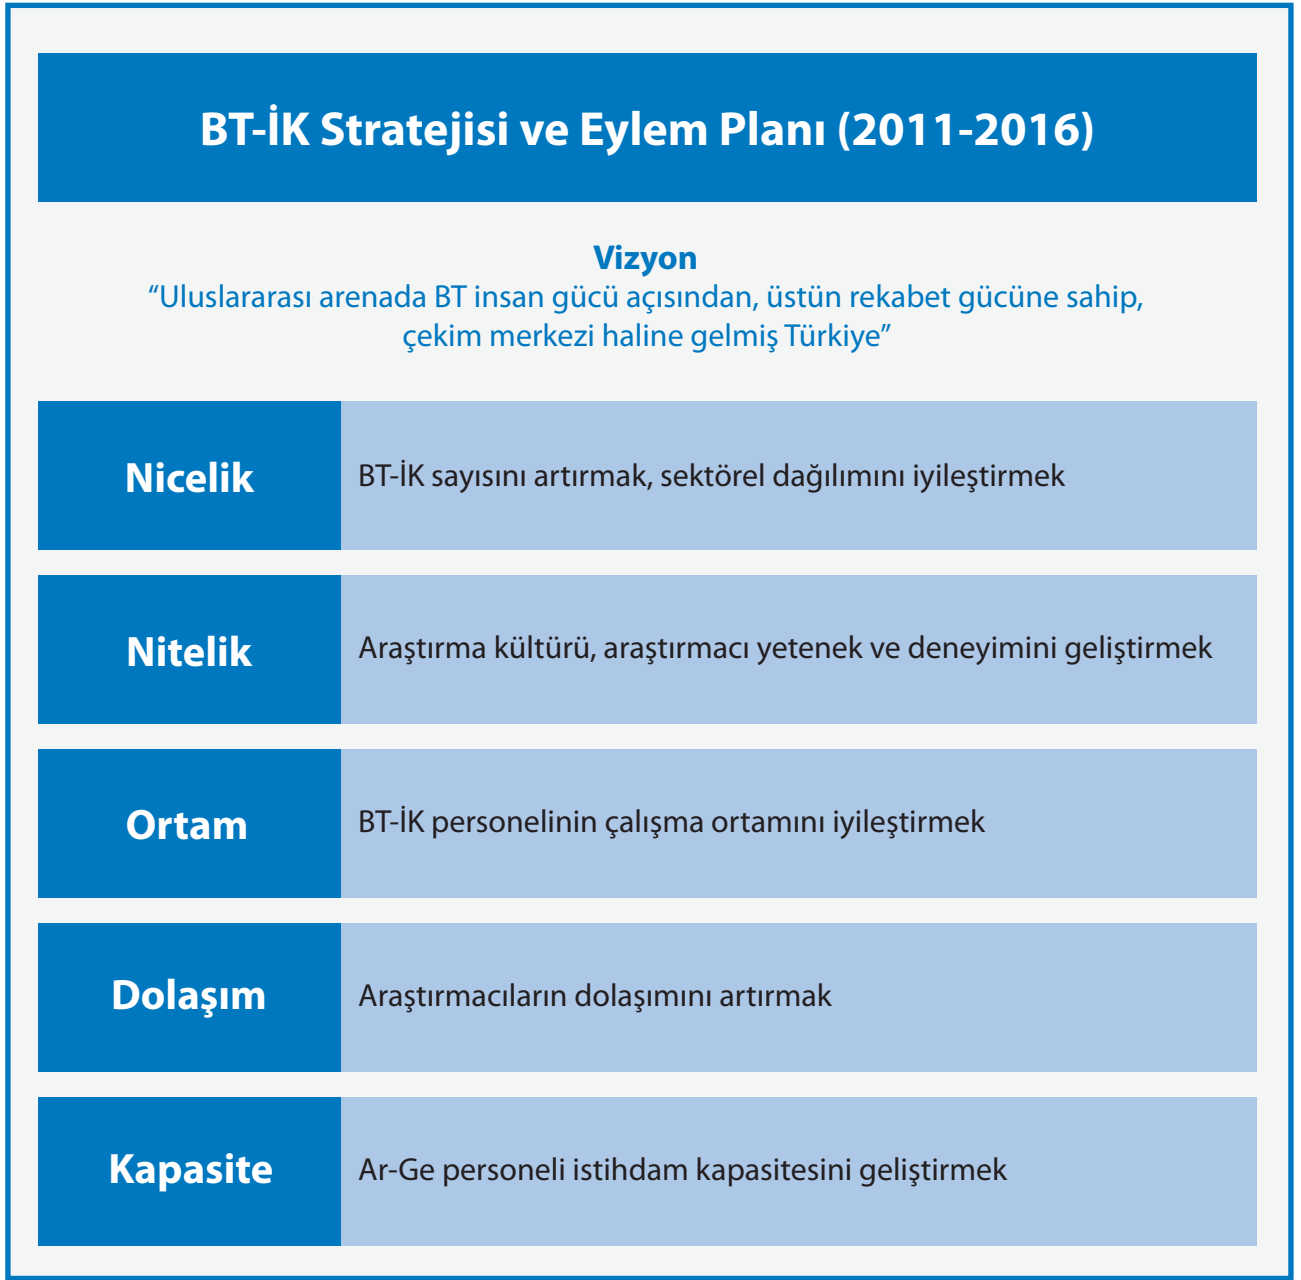 BT-İK Stratejisi ve Eylem Planı (2011-2016)
Vizyon
“Uluslararası arenada BT insan gücü açısından, üstün rekabet gücüne sahip,
çekim merkezi haline gelmiş Türkiye”
Nicelik
BT-İK sayısını artırmak, sektörel dağılımını iyileştirmek
Nitelik
Araştırma kültürü, araştırmacı yetenek ve deneyimini geliştirmek
Ortam
BT-İK personelinin çalışma ortamını iyileştirmek
Dolaşım
Araştırmacıların dolaşımını artırmak
Kapasite
Ar-Ge personeli istihdam kapasitesini geliştirmek